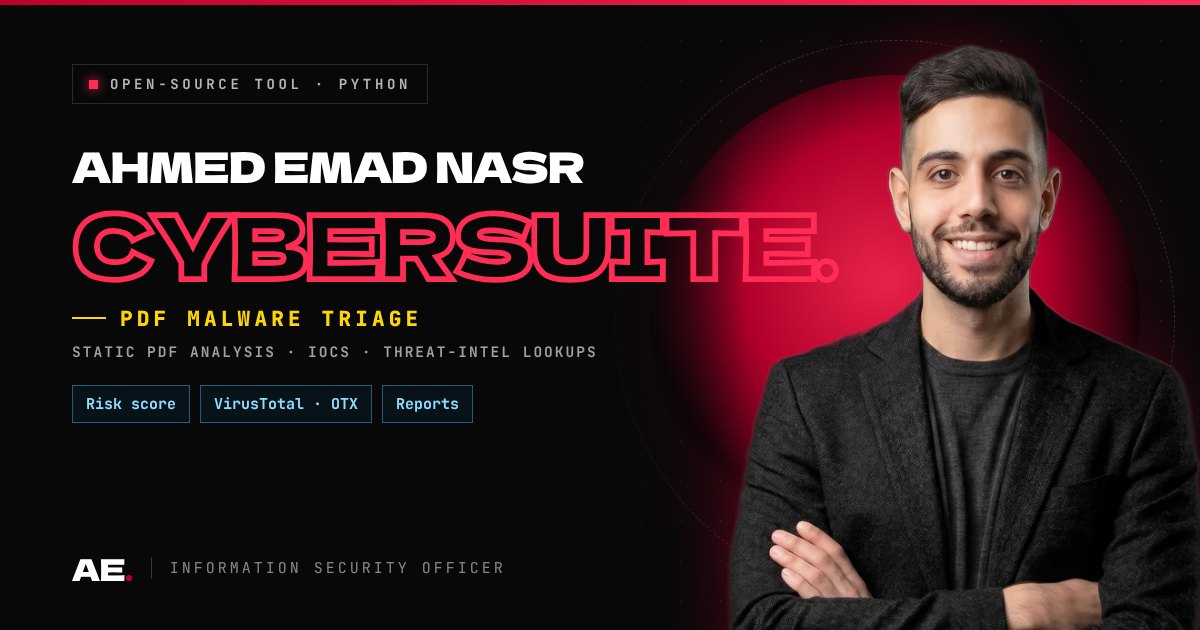 OPEN-SOURCE TOOL · PYTHON
AHMED EMAD NASR
CYBERSUITE.
PDF MALWARE TRIAGE
STATIC PDF ANALYSIS · IOCS · THREAT-INTEL LOOKUPS
Risk score VirusTotal · OTX Reports
AE. INFORMATION SECURITY OFFICER